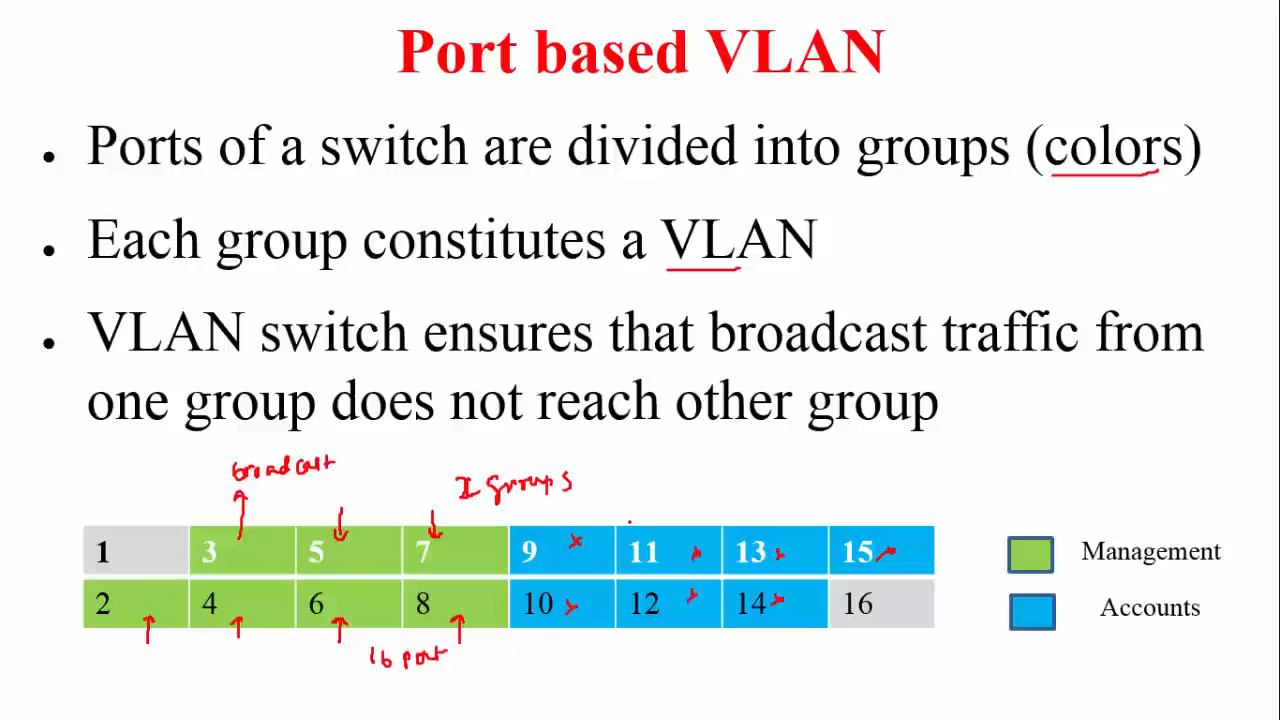 Port based VLAN
• Ports of a switch are divided into groups (colors)
• Each group constitutes a VLAN
• VLAN switch ensures that broadcast traffic from
one group does not reach other group
broadcast
2 groups
1 3 5 7 9 11 13 15
2 4 6 8 10 12 14 16
16 port
Management
Accounts